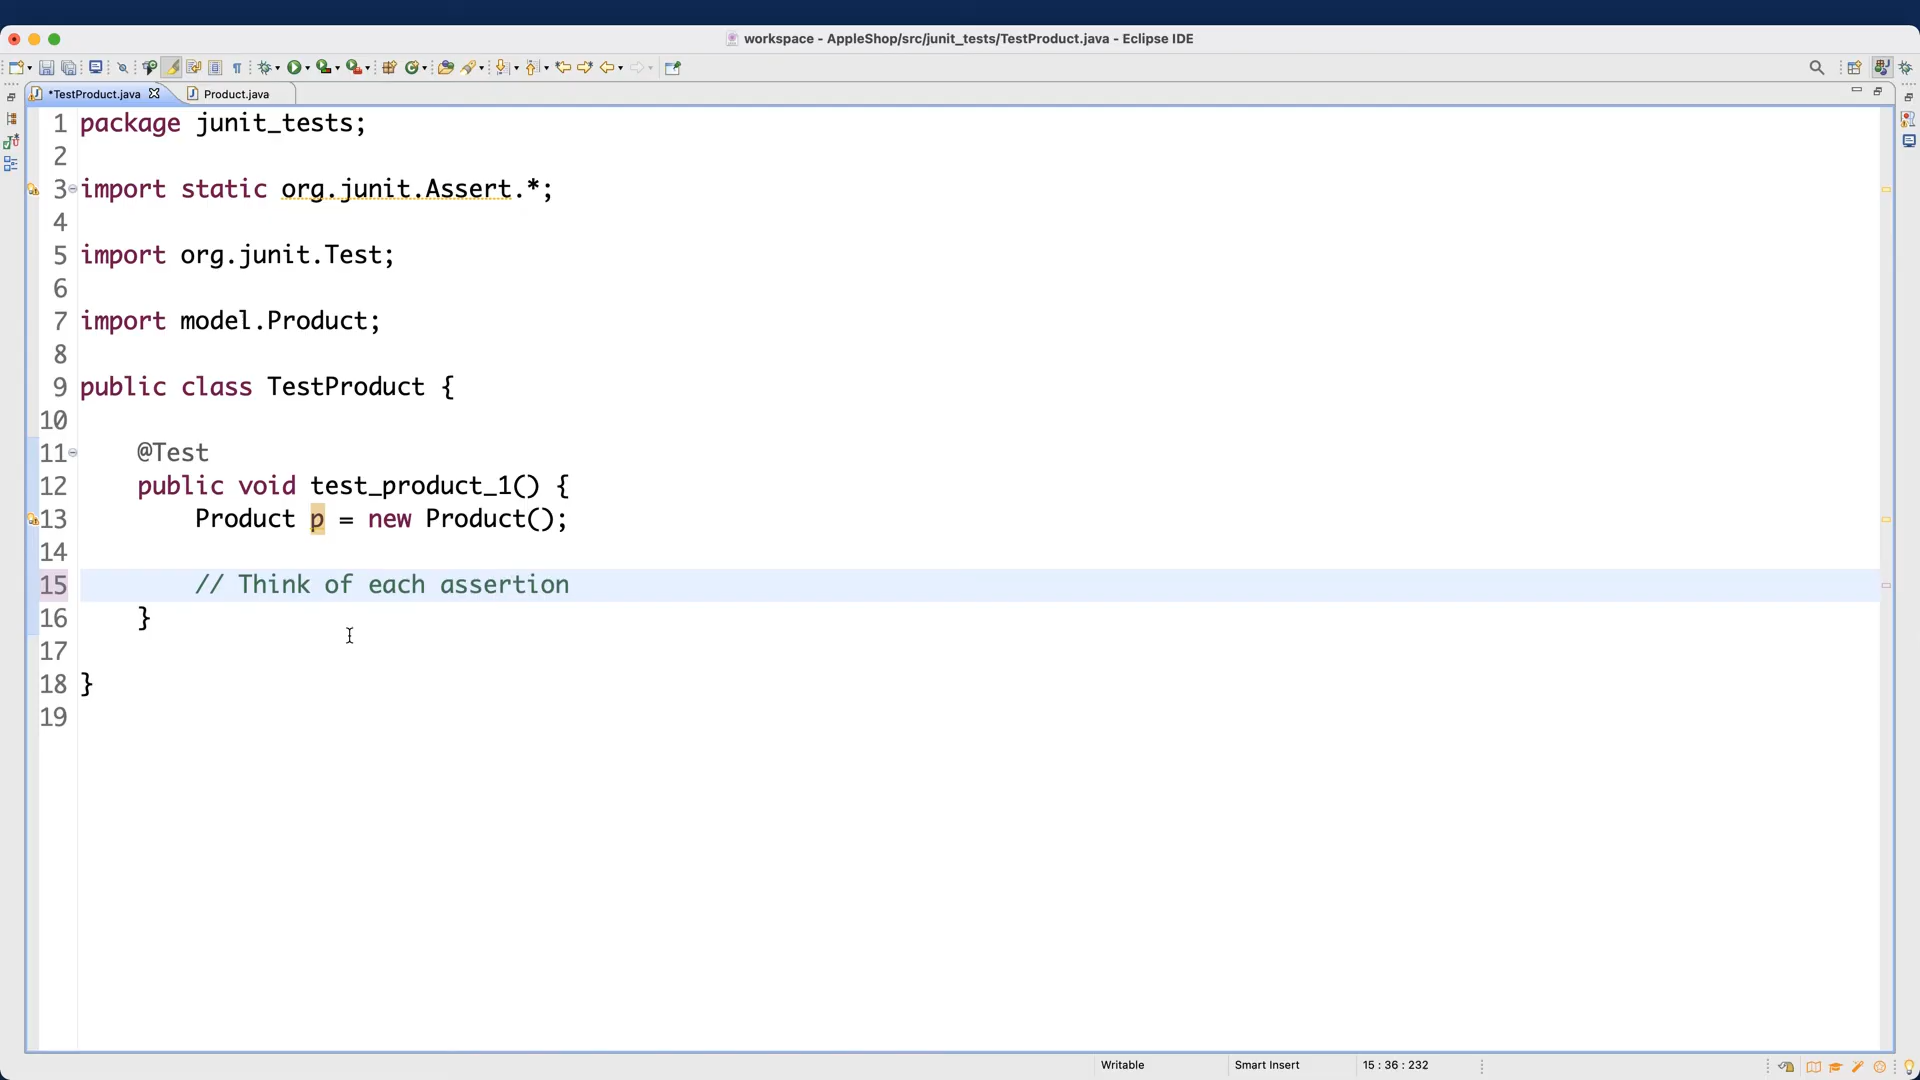 workspace - AppleShop/src/junit_tests/TestProduct.java - Eclipse IDE
*TestProduct.java
Product.java
1 package junit_tests;
2
3 import static org.junit.Assert.*;
4
5 import org.junit.Test;
6
7 import model.Product;
8
9 public class TestProduct {
10
11 @Test
12 public void test_product_1() {
13 Product p = new Product();
14
15 // Think of each assertion
16 }
17
18 }
19
Writable
Smart Insert
15 : 36 : 232